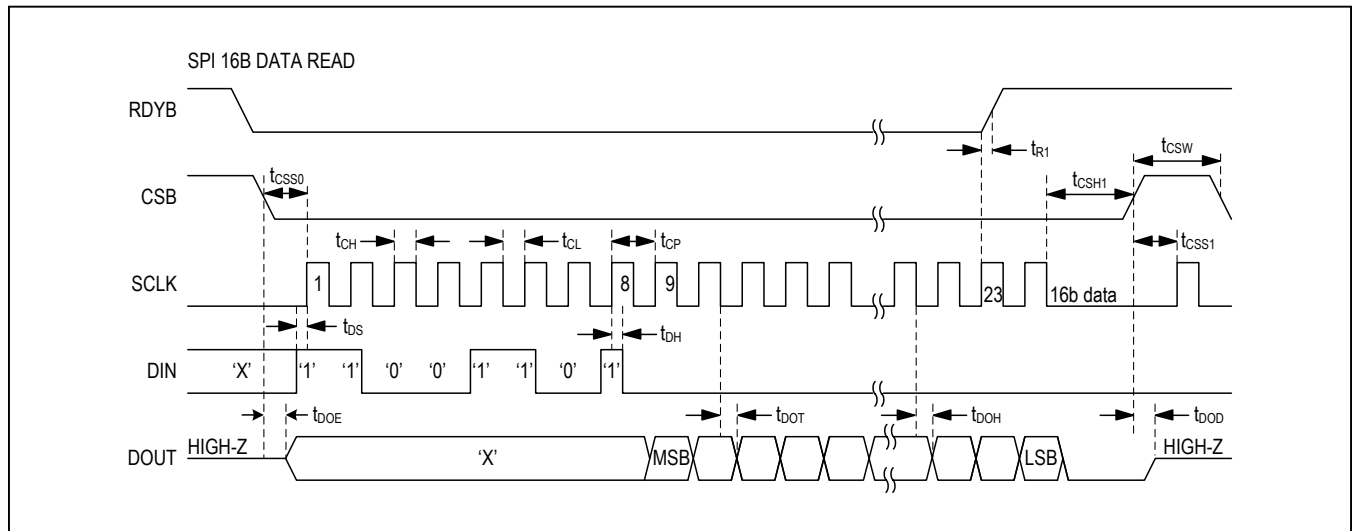 SPI 16B DATA READ
RDYB
tR1
tCSW
tCSS0
tCSH1
CSB
tCH
tCL
tCP
tCSS1
SCLK
1
8
9
23
16b data
tDS
tDH
DIN
'X'
'1'
'1'
'0'
'0'
'1'
'1'
'0'
'1'
tDOE
tDOT
tDOH
tDOD
DOUT
HIGH-Z
'X'
MSB
LSB
HIGH-Z